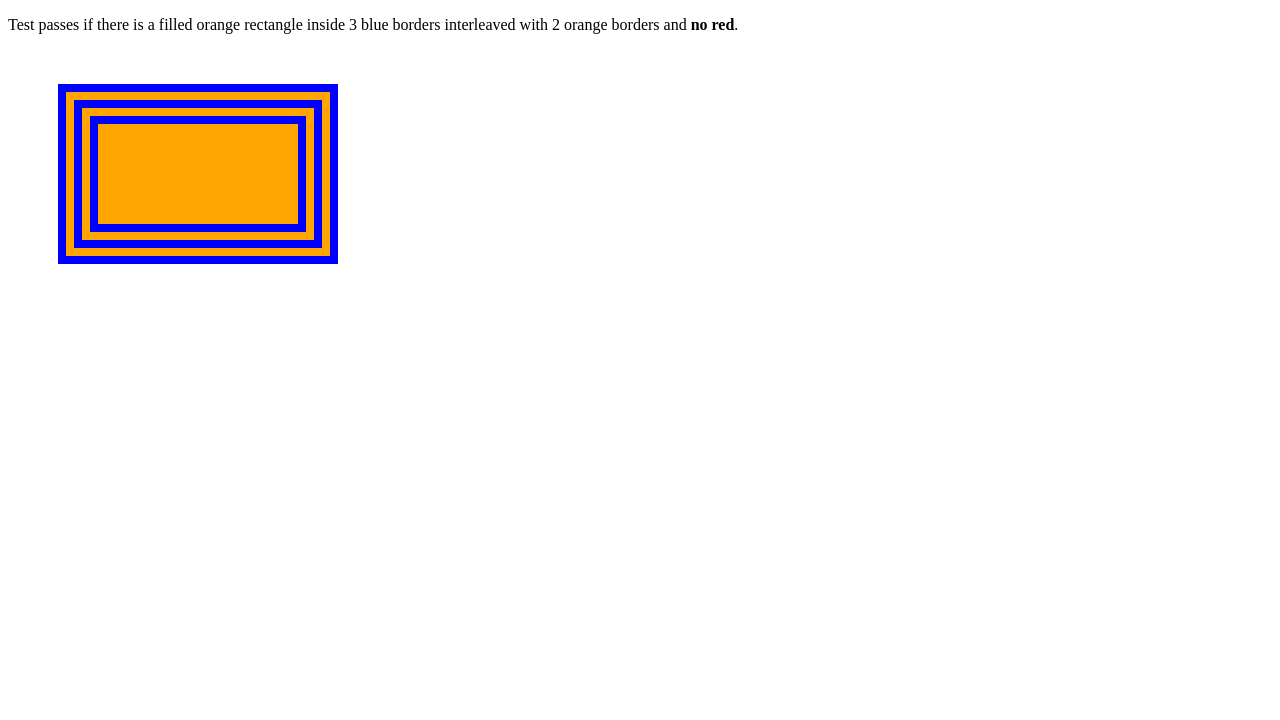 Test passes if there is a filled orange rectangle inside 3 blue borders interleaved with 2 orange borders and no red.